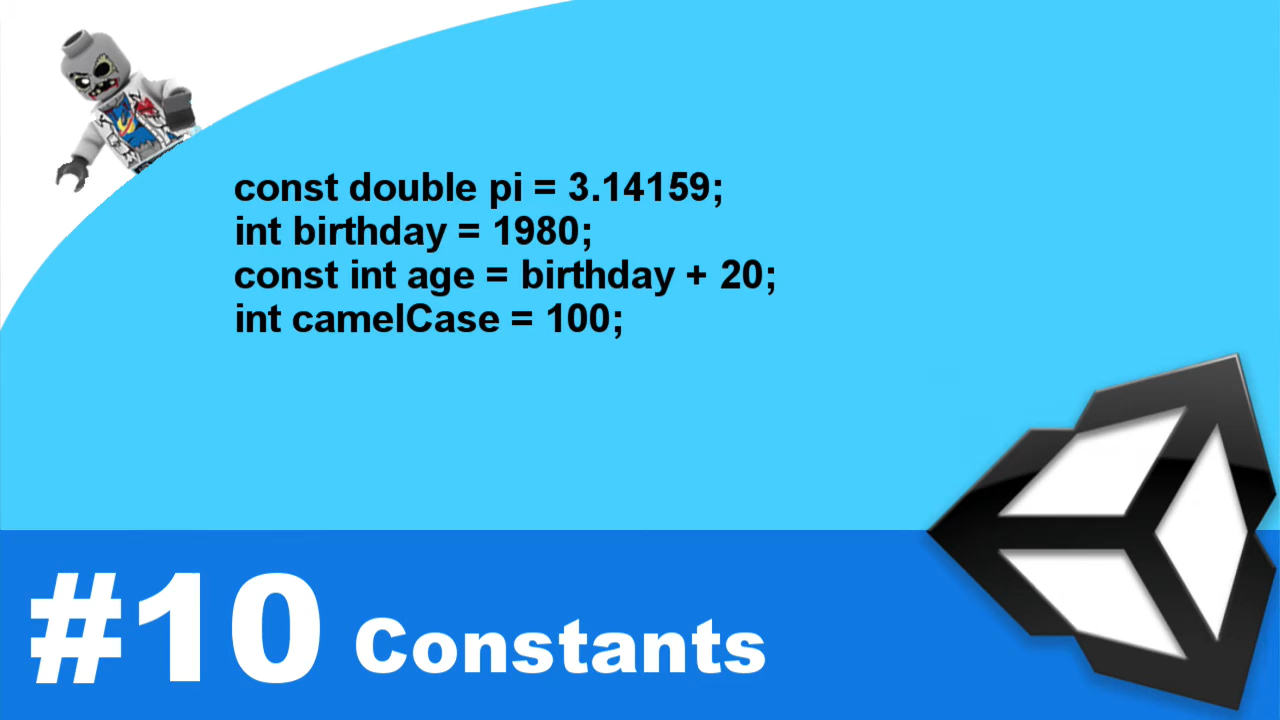 const double pi = 3.14159;
int birthday = 1980;
const int age = birthday + 20;
int camelCase = 100;
#10 Constants